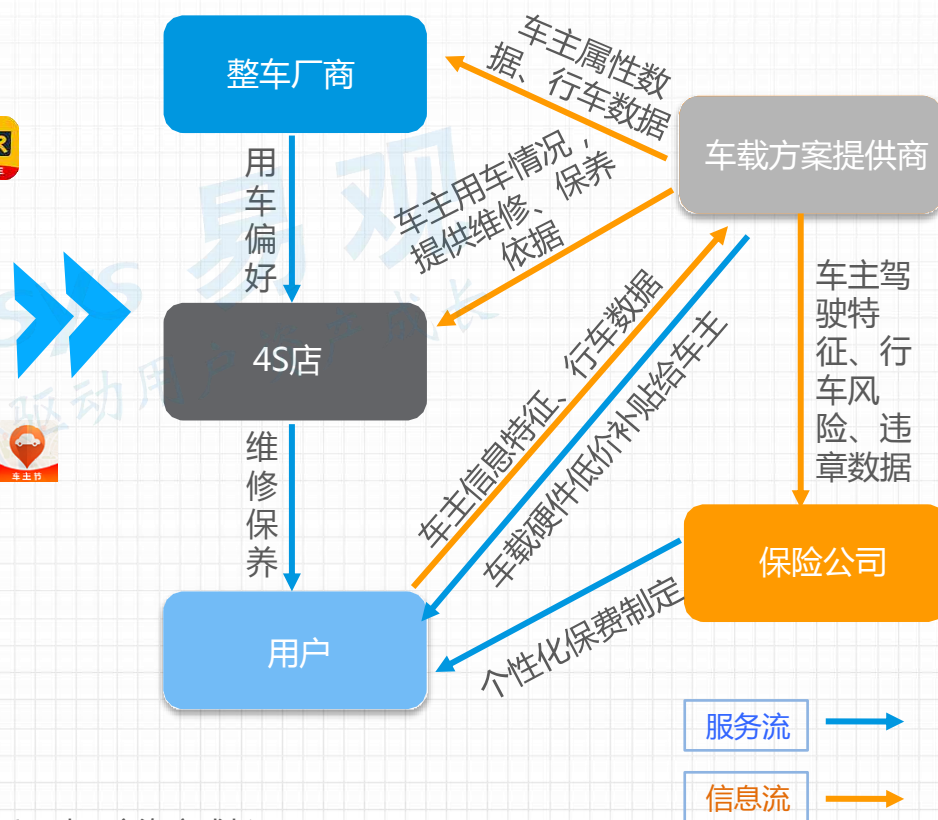 整车厂商
车主属性数
据、行车数据
车载方案提供商
用车偏好
车主用车情况，
提供维修、保养
依据
4S店
车主驾
驶特
征、行
车风
险、违
章数据
车主信息特征、行车数据
车载硬件低价补贴给车主
维修保养
保险公司
个性化保费制定
用户
服务流
信息流
易观
车主节